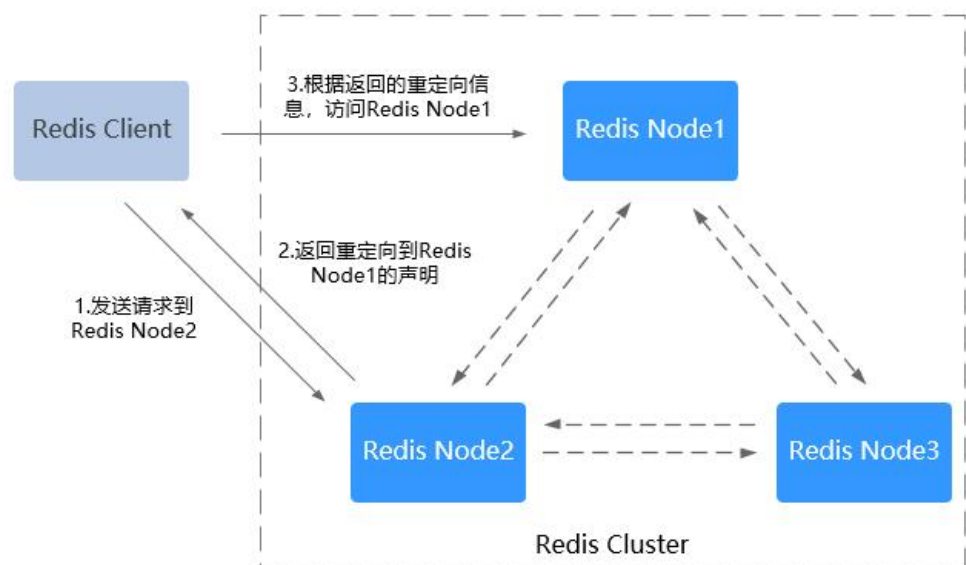 3.根据返回的重定向信
息，访问Redis Node1
Redis Client
Redis Node1
2.返回重定向到Redis
Node1的声明
1.发送请求到
Redis Node2
Redis Node2
Redis Node3
Redis Cluster